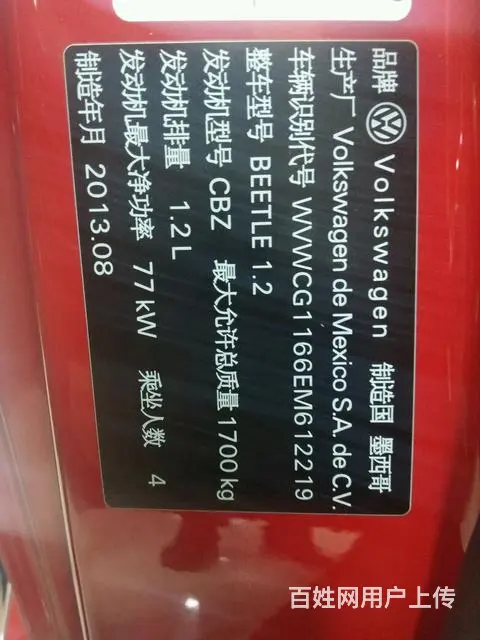 品牌 Volkswagen 制造国 墨西哥
生产厂 Volkswagen de Mexico S.A. de C.V.
车辆识别代号 WVWCG1166EM612219
整车型号 BEETLE 1.2
发动机型号 CBZ 最大允许总质量 1700 kg
发动机排量 1.2 L
发动机最大净功率 77 kW 乘坐人数 4
制造年月 2013.08
百姓网用户上传